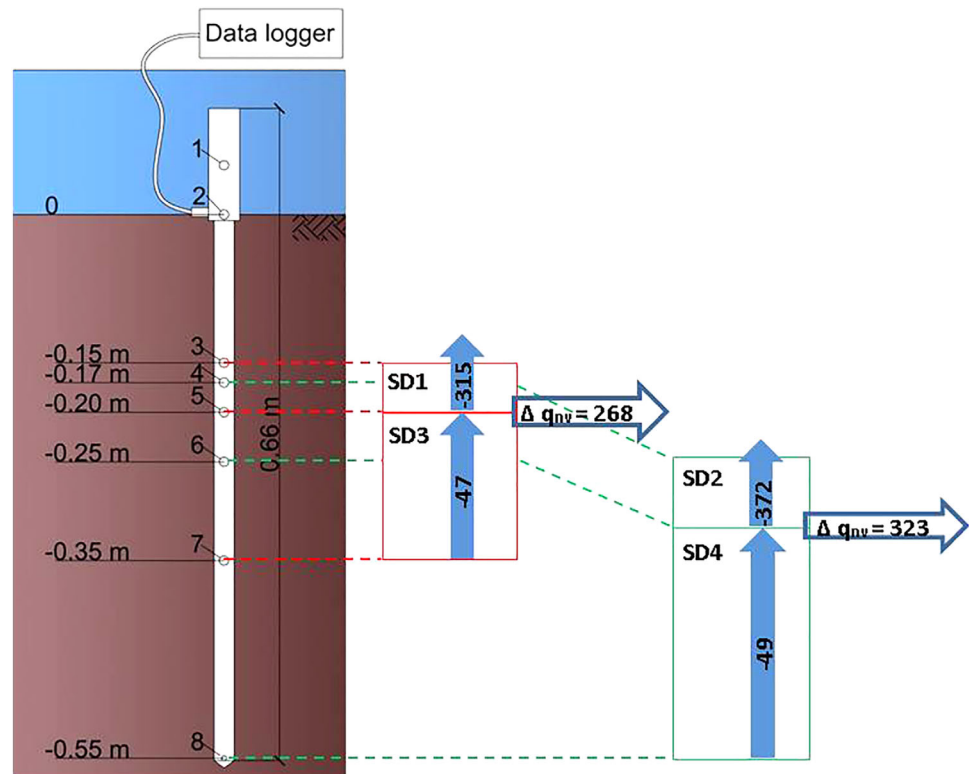 Data logger
1
0
2
-0.15 m
3
-0.17 m
4
-0.20 m
5
-0.25 m
6
-0.35 m
7
-0.55 m
8
0.66 m
SD1
-315
SD3
-47
Δ qnv = 268
SD2
-372
SD4
-49
Δ qnv = 323